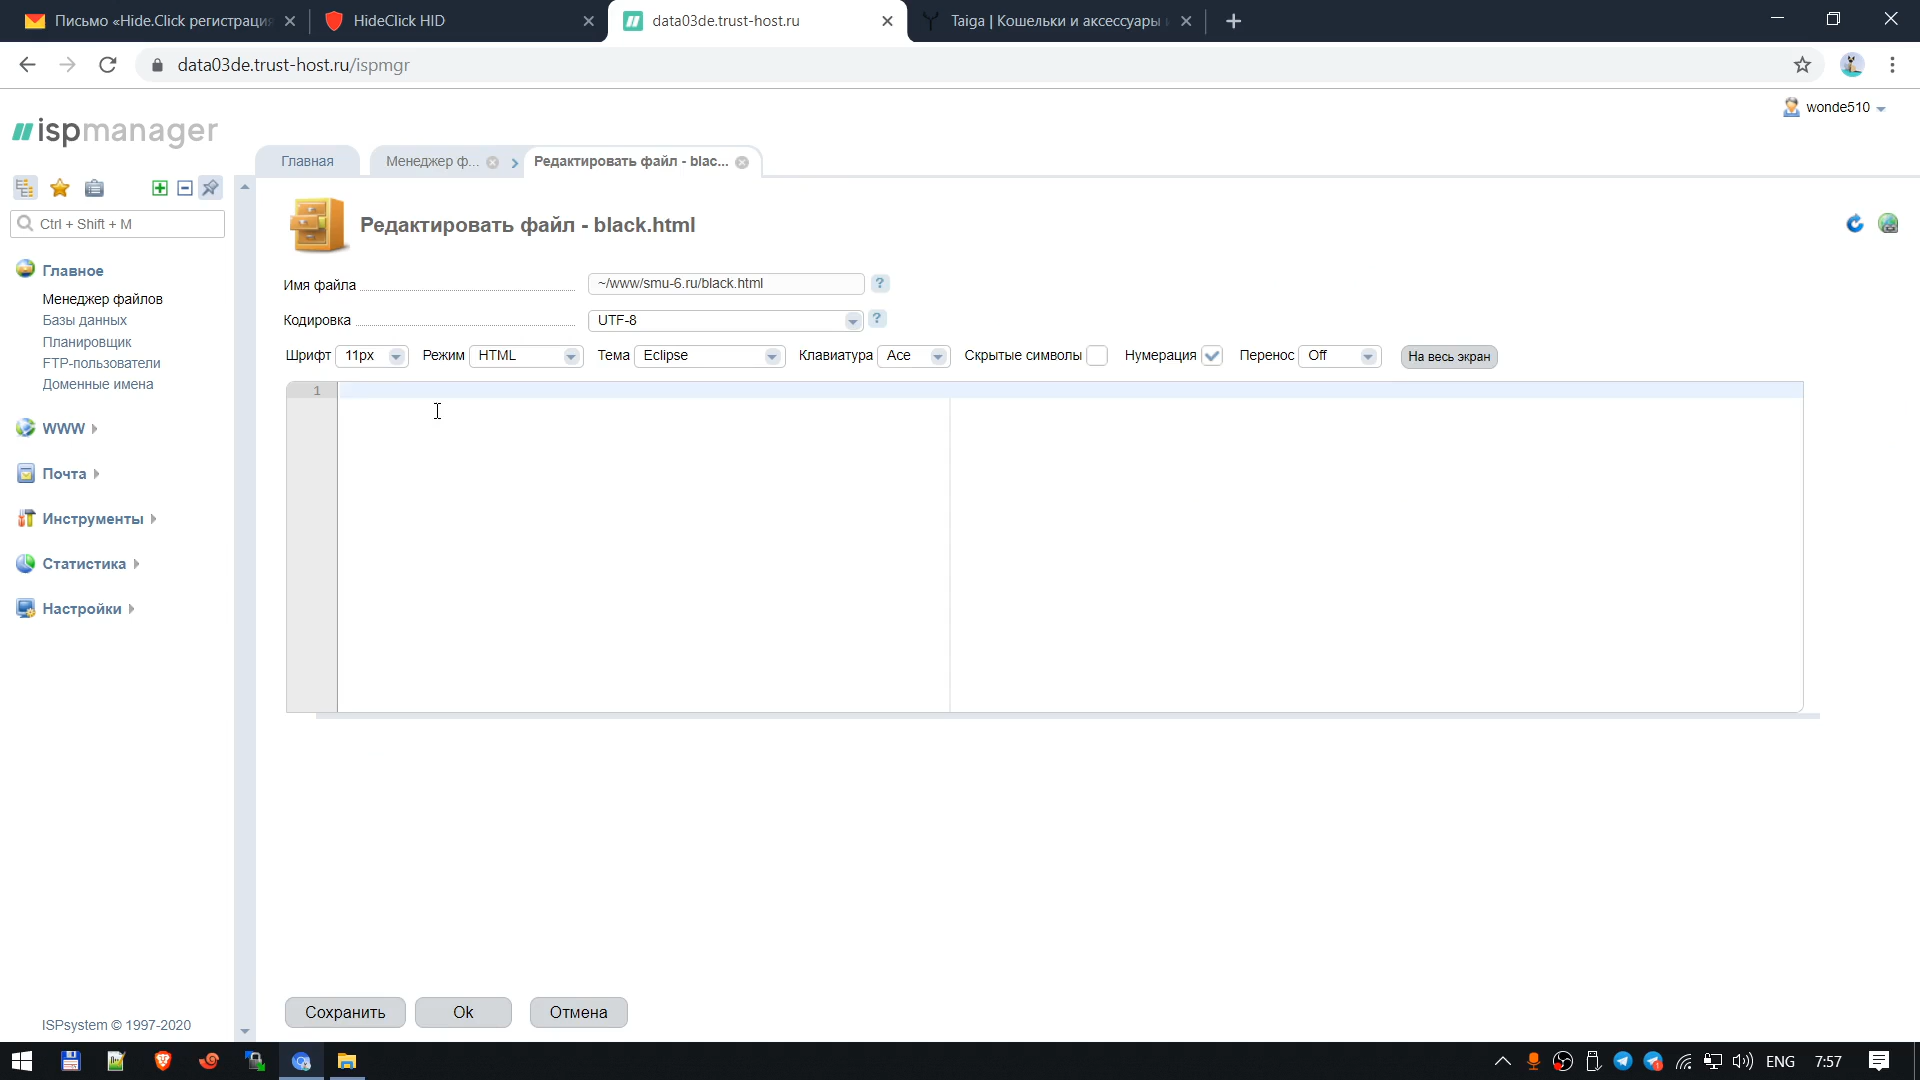 Письмо «Hide.Click регистрация
HideClick HID
data03de.trust-host.ru
Taiga | Кошельки и аксессуары
data03de.trust-host.ru/ispmgr
wonde510
ispmanager
Главная
Менеджер ф...
Редактировать файл - blac...
Ctrl + Shift + M
Редактировать файл - black.html
Главное
Менеджер файлов
Базы данных
Планировщик
FTP-пользователи
Доменные имена
WWW
Почта
Инструменты
Статистика
Настройки
Имя файла
~/www/smu-6.ru/black.html
?
Кодировка
UTF-8
?
Шрифт 11px Режим HTML Тема Eclipse Клавиатура Ace Скрытые символы Нумерация Перенос Off На весь экран
1
Сохранить Ok Отмена
ISPsystem © 1997-2020
ENG 7:57